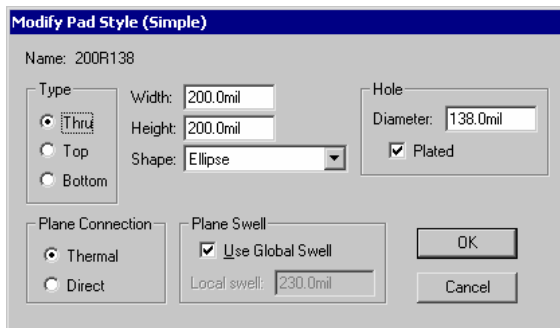 Modify Pad Style (Simple)
Name: 200R138
Type
Thru
Top
Bottom
Width: 200.0mil
Height: 200.0mil
Shape: Ellipse
Hole
Diameter: 138.0mil
Plated
Plane Connection
Thermal
Direct
Plane Swell
Use Global Swell
Local swell: 230.0mil
OK
Cancel